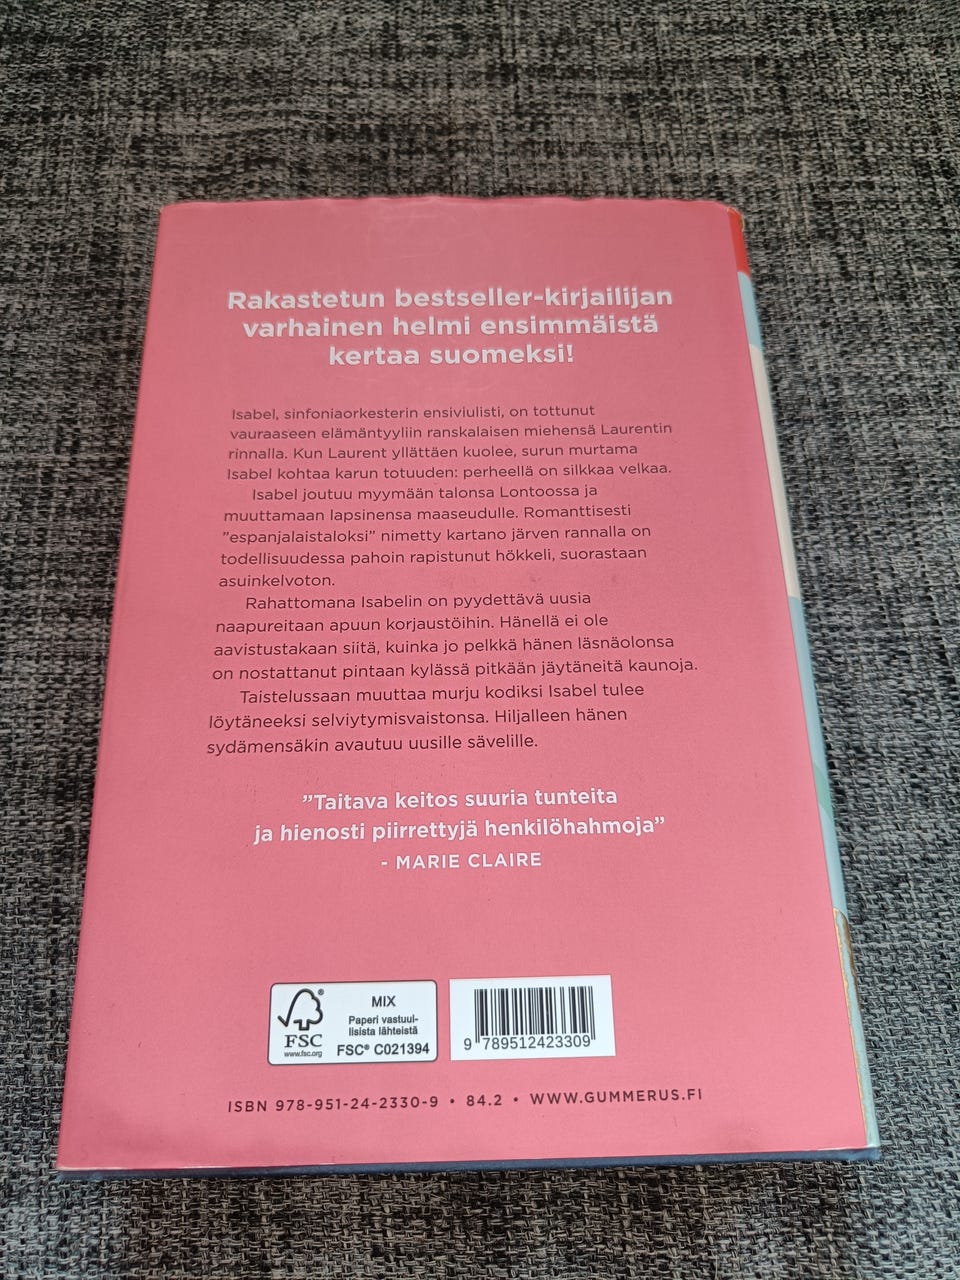 Rakastetun bestseller-kirjailijan
varhainen helmi ensimmäistä
kertaa suomeksi!
Isabel, sinfoniaorkesterin ensiviulisti, on tottunut
vauraaseen elämäntyyliin ranskalaisen miehensä Laurentin
rinnalla. Kun Laurent yllättäen kuolee, surun murtama
Isabel kohtaa karun totuuden: perheellä on silkkaa velkaa.
Isabel joutuu myymään talonsa Lontoossa ja
muuttamaan lapsinensa maaseudulle. Romanttisesti
”espanjalaistaloksi” nimetty kartano järven rannalla on
todellisuudessa pahoin rapistunut hökkeli, suorastaan
asuinkelvoton.
Rahattomana Isabelin on pyydettävä uusia
naapureitaan apuun korjaustöihin. Hänellä ei ole
aavistustakaan siitä, kuinka jo pelkkä hänen läsnäolonsa
on nostattanut pintaan kylässä pitkään jäytäneitä kaunoja.
Taistelussaan muuttaa murju kodiksi Isabel tulee
löytäneeksi selviytymisvaistonsa. Hiljalleen hänen
sydämensäkin avautuu uusille sävelille.
”Taitava keitos suuria tunteita
ja hienosti piirrettyjä henkilöhahmoja”
- MARIE CLAIRE
FSC
www.fsc.org
MIX
Paperi vastuul-
lisista lähteistä
FSC® C021394
9 789512423309
ISBN 978-951-24-2330-9 • 84.2 • WWW.GUMMERUS.FI